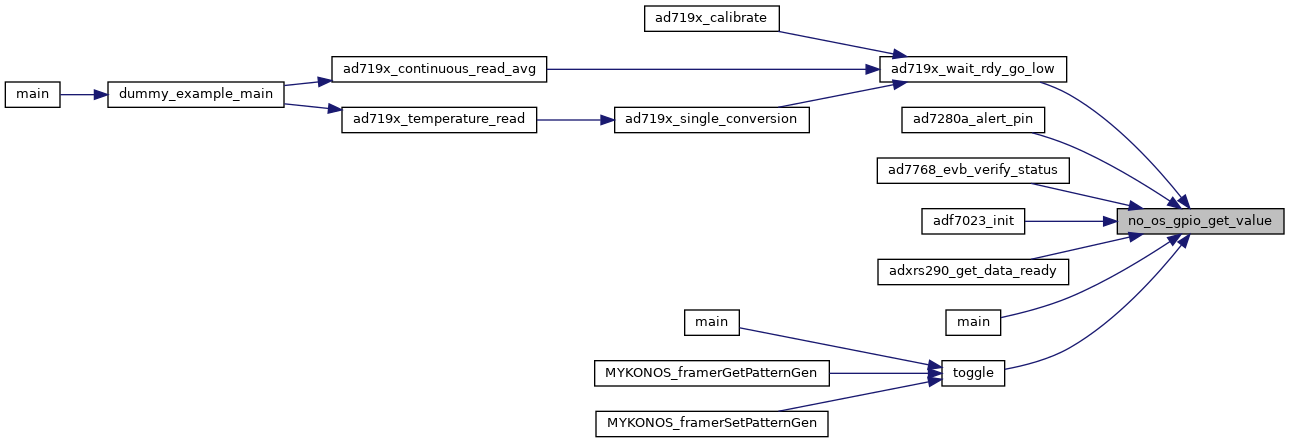 ad719x_calibrate
ad719x_continuous_read_avg
ad719x_wait_rdy_go_low
main
dummy_example_main
ad719x_temperature_read
ad719x_single_conversion
ad7280a_alert_pin
ad7768_evb_verify_status
adf7023_init
no_os_gpio_get_value
adxrs290_get_data_ready
main
main
MYKONOS_framerGetPatternGen
toggle
MYKONOS_framerSetPatternGen